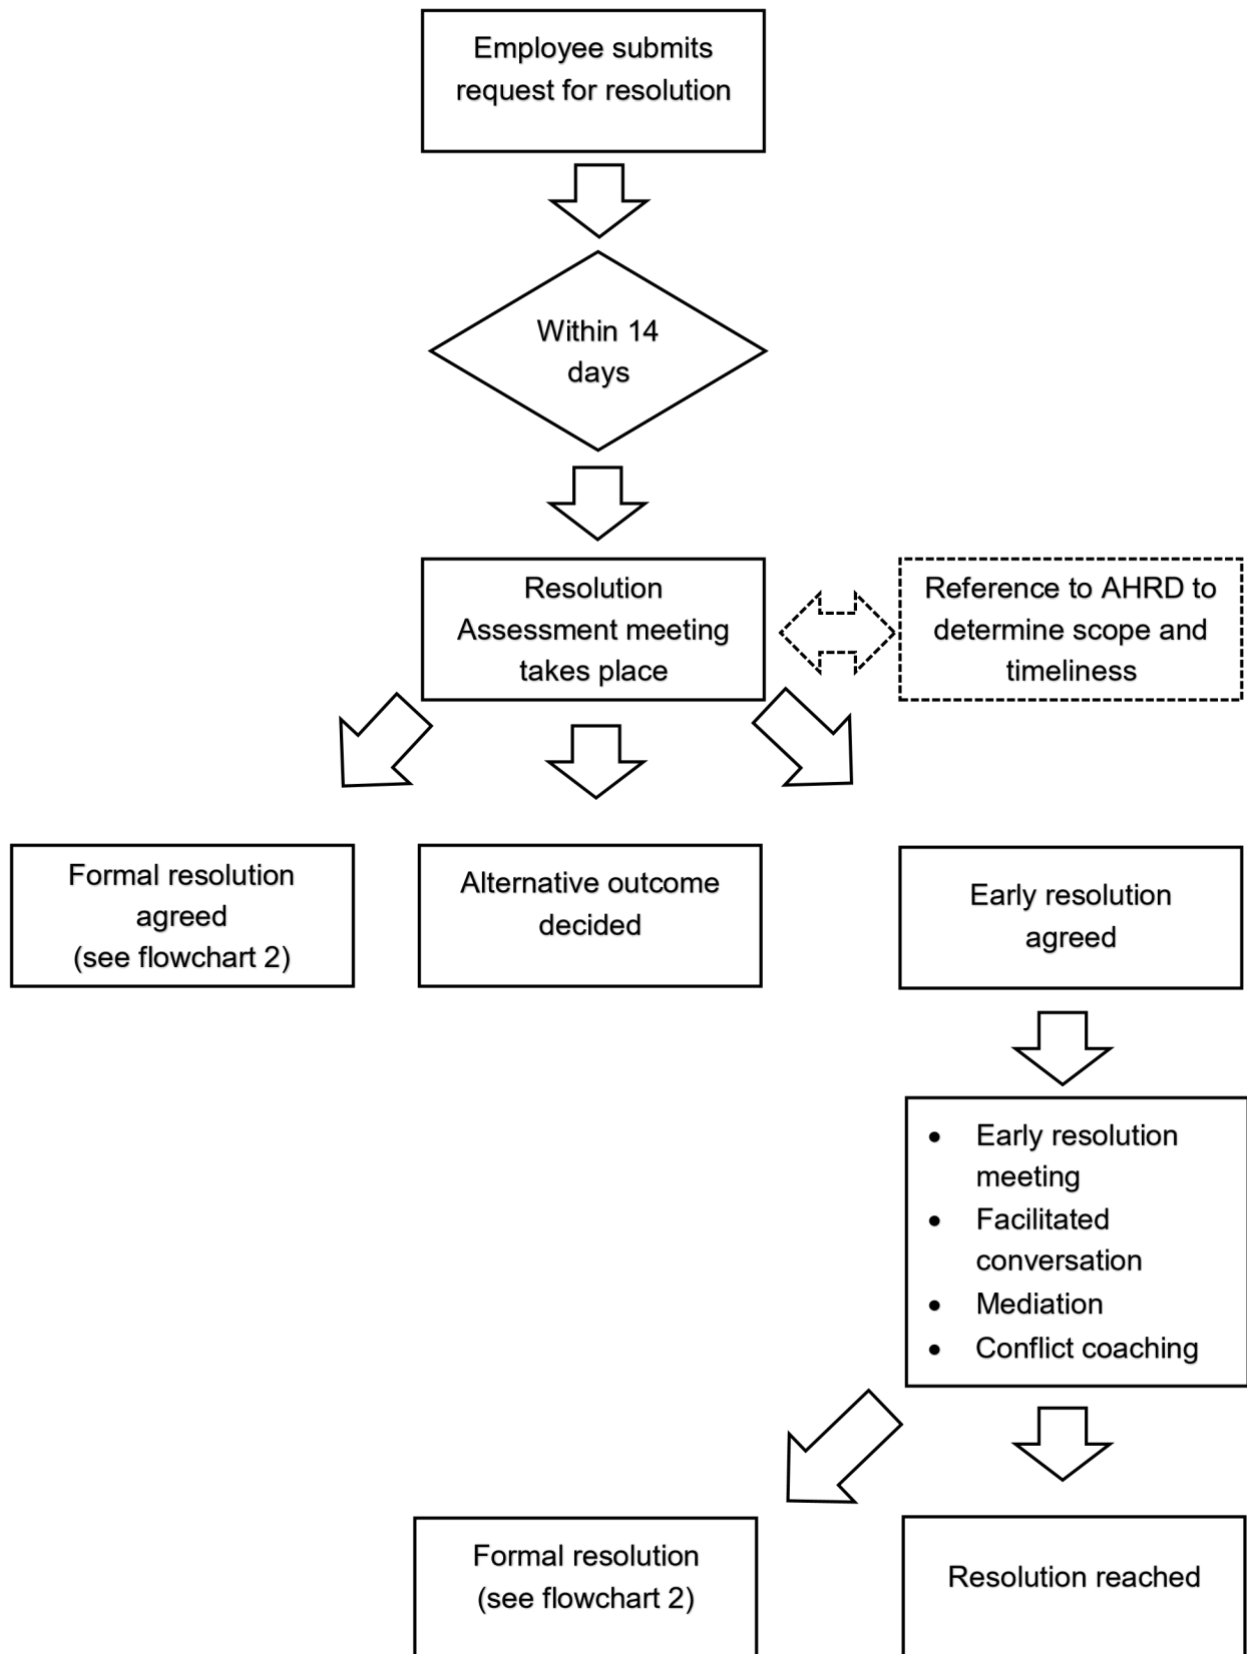 Employee submits
request for resolution
Within 14
days
Resolution
Assessment meeting
takes place
Reference to AHRD to
determine scope and
timeliness
Formal resolution
agreed
(see flowchart 2)
Alternative outcome
decided
Early resolution
agreed
• Early resolution
meeting
• Facilitated
conversation
• Mediation
• Conflict coaching
Formal resolution
(see flowchart 2)
Resolution reached